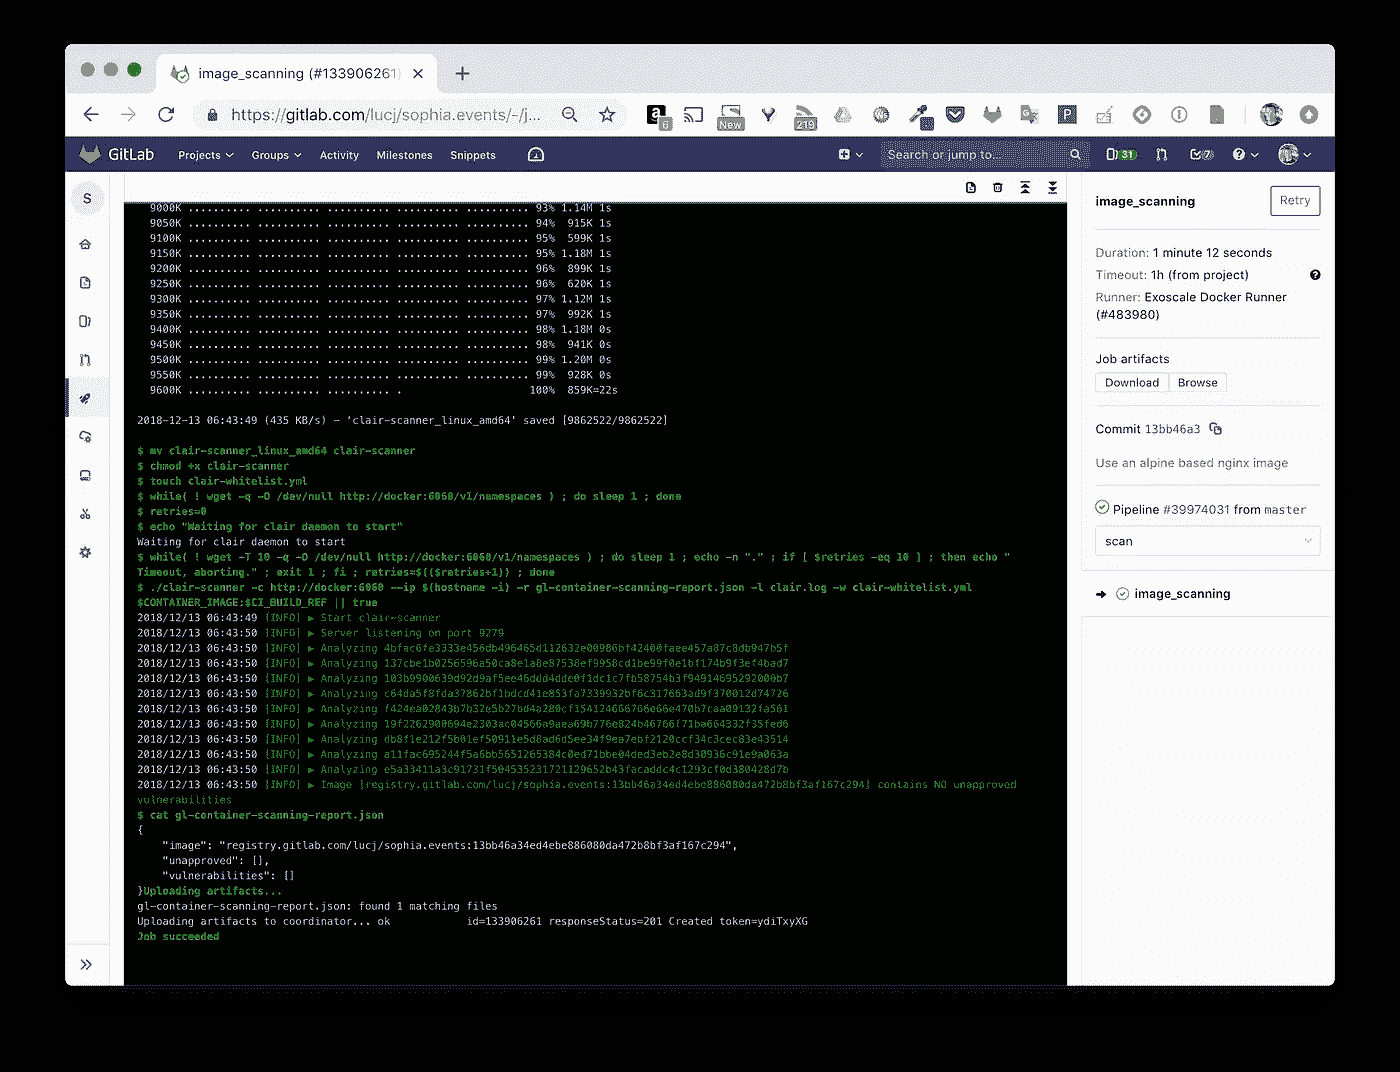 image_scanning (#133906261)
https://gitlab.com/lucj/sophia.events/-/j...
6
New
219
GitLab
Projects
Groups
Activity
Milestones
Snippets
Search or jump to...
31
7
S
9000K .......... .......... .......... .......... .......... 93% 1.14M 1s
9050K .......... .......... .......... .......... .......... 94% 915K 1s
9100K .......... .......... .......... .......... .......... 95% 599K 1s
9150K .......... .......... .......... .......... .......... 95% 1.18M 1s
9200K .......... .......... .......... .......... .......... 96% 899K 1s
9250K .......... .......... .......... .......... .......... 96% 620K 1s
9300K .......... .......... .......... .......... .......... 97% 1.12M 1s
9350K .......... .......... .......... .......... .......... 97% 992K 1s
9400K .......... .......... .......... .......... .......... 98% 1.18M 0s
9450K .......... .......... .......... .......... .......... 98% 941K 0s
9500K .......... .......... .......... .......... .......... 99% 1.20M 0s
9550K .......... .......... .......... .......... .......... 99% 928K 0s
9600K .......... .......... .......... . 100% 859K=22s
2018-12-13 06:43:49 (435 KB/s) - 'clair-scanner_linux_amd64' saved [9862522/9862522]
$ mv clair-scanner_linux_amd64 clair-scanner
$ chmod +x clair-scanner
$ touch clair-whitelist.yml
$ while( ! wget -q -O /dev/null http://docker:6060/v1/namespaces ) ; do sleep 1 ; done
$ retries=0
$ echo "Waiting for clair daemon to start"
Waiting for clair daemon to start
$ while( ! wget -T 10 -q -O /dev/null http://docker:6060/v1/namespaces ) ; do sleep 1 ; echo -n "." ; if [ $retries -eq 10 ] ; then echo "
Timeout, aborting." ; exit 1 ; fi ; retries=$(($retries+1)) ; done
$ ./clair-scanner -c http://docker:6060 --ip $(hostname -i) -r gl-container-scanning-report.json -l clair.log -w clair-whitelist.yml
$CONTAINER_IMAGE:$CI_BUILD_REF || true
2018/12/13 06:43:49 [INFO] ▶ Start clair-scanner
2018/12/13 06:43:50 [INFO] ▶ Server listening on port 9279
2018/12/13 06:43:50 [INFO] ▶ Analyzing
2018/12/13 06:43:50 [INFO] ▶ Analyzing
2018/12/13 06:43:50 [INFO] ▶ Analyzing
2018/12/13 06:43:50 [INFO] ▶ Analyzing
2018/12/13 06:43:50 [INFO] ▶ Analyzing
2018/12/13 06:43:50 [INFO] ▶ Analyzing
2018/12/13 06:43:50 [INFO] ▶ Analyzing
2018/12/13 06:43:50 [INFO] ▶ Analyzing
2018/12/13 06:43:50 [INFO] ▶ Analyzing
2018/12/13 06:43:50 [INFO] ▶ Image [registry.gitlab.com/lucj/sophia.events:13bb46a34ed4ebe886080da472b8bf3af167c294] contains NO unapproved
vulnerabilities
$ cat gl-container-scanning-report.json
{
"image": "registry.gitlab.com/lucj/sophia.events:13bb46a34ed4ebe886080da472b8bf3af167c294",
"unapproved": [],
"vulnerabilities": []
}Uploading artifacts...
gl-container-scanning-report.json: found 1 matching files
Uploading artifacts to coordinator... ok id=133906261 responseStatus=201 Created token=ydiTxyXG
Job succeeded
image_scanning
Retry
Duration: 1 minute 12 seconds
Timeout: 1h (from project)
Runner: Exoscale Docker Runner
(#483980)
Job artifacts
Download
Browse
Commit 13bb46a3
Use an alpine based nginx image
Pipeline #39974031 from master
scan
image_scanning